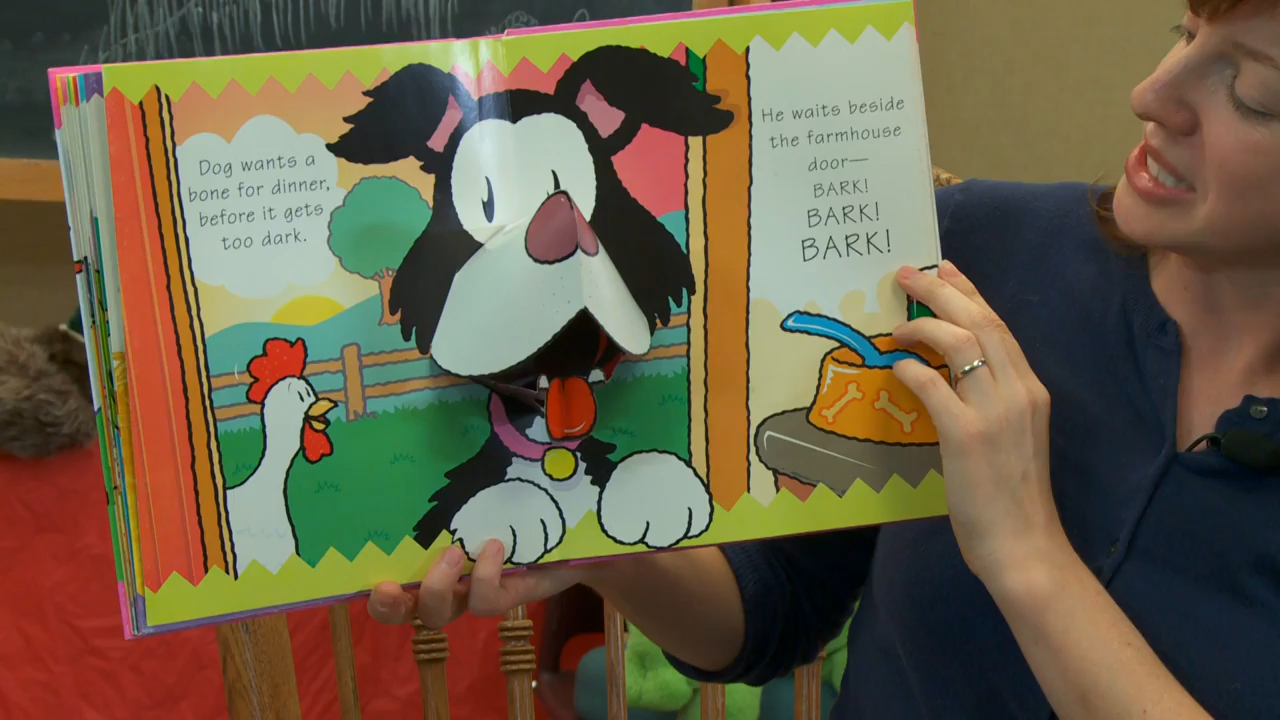 Dog wants a
bone for dinner,
before it gets
too dark.
He waits beside
the farmhouse
door—
BARK!
BARK!
BARK!